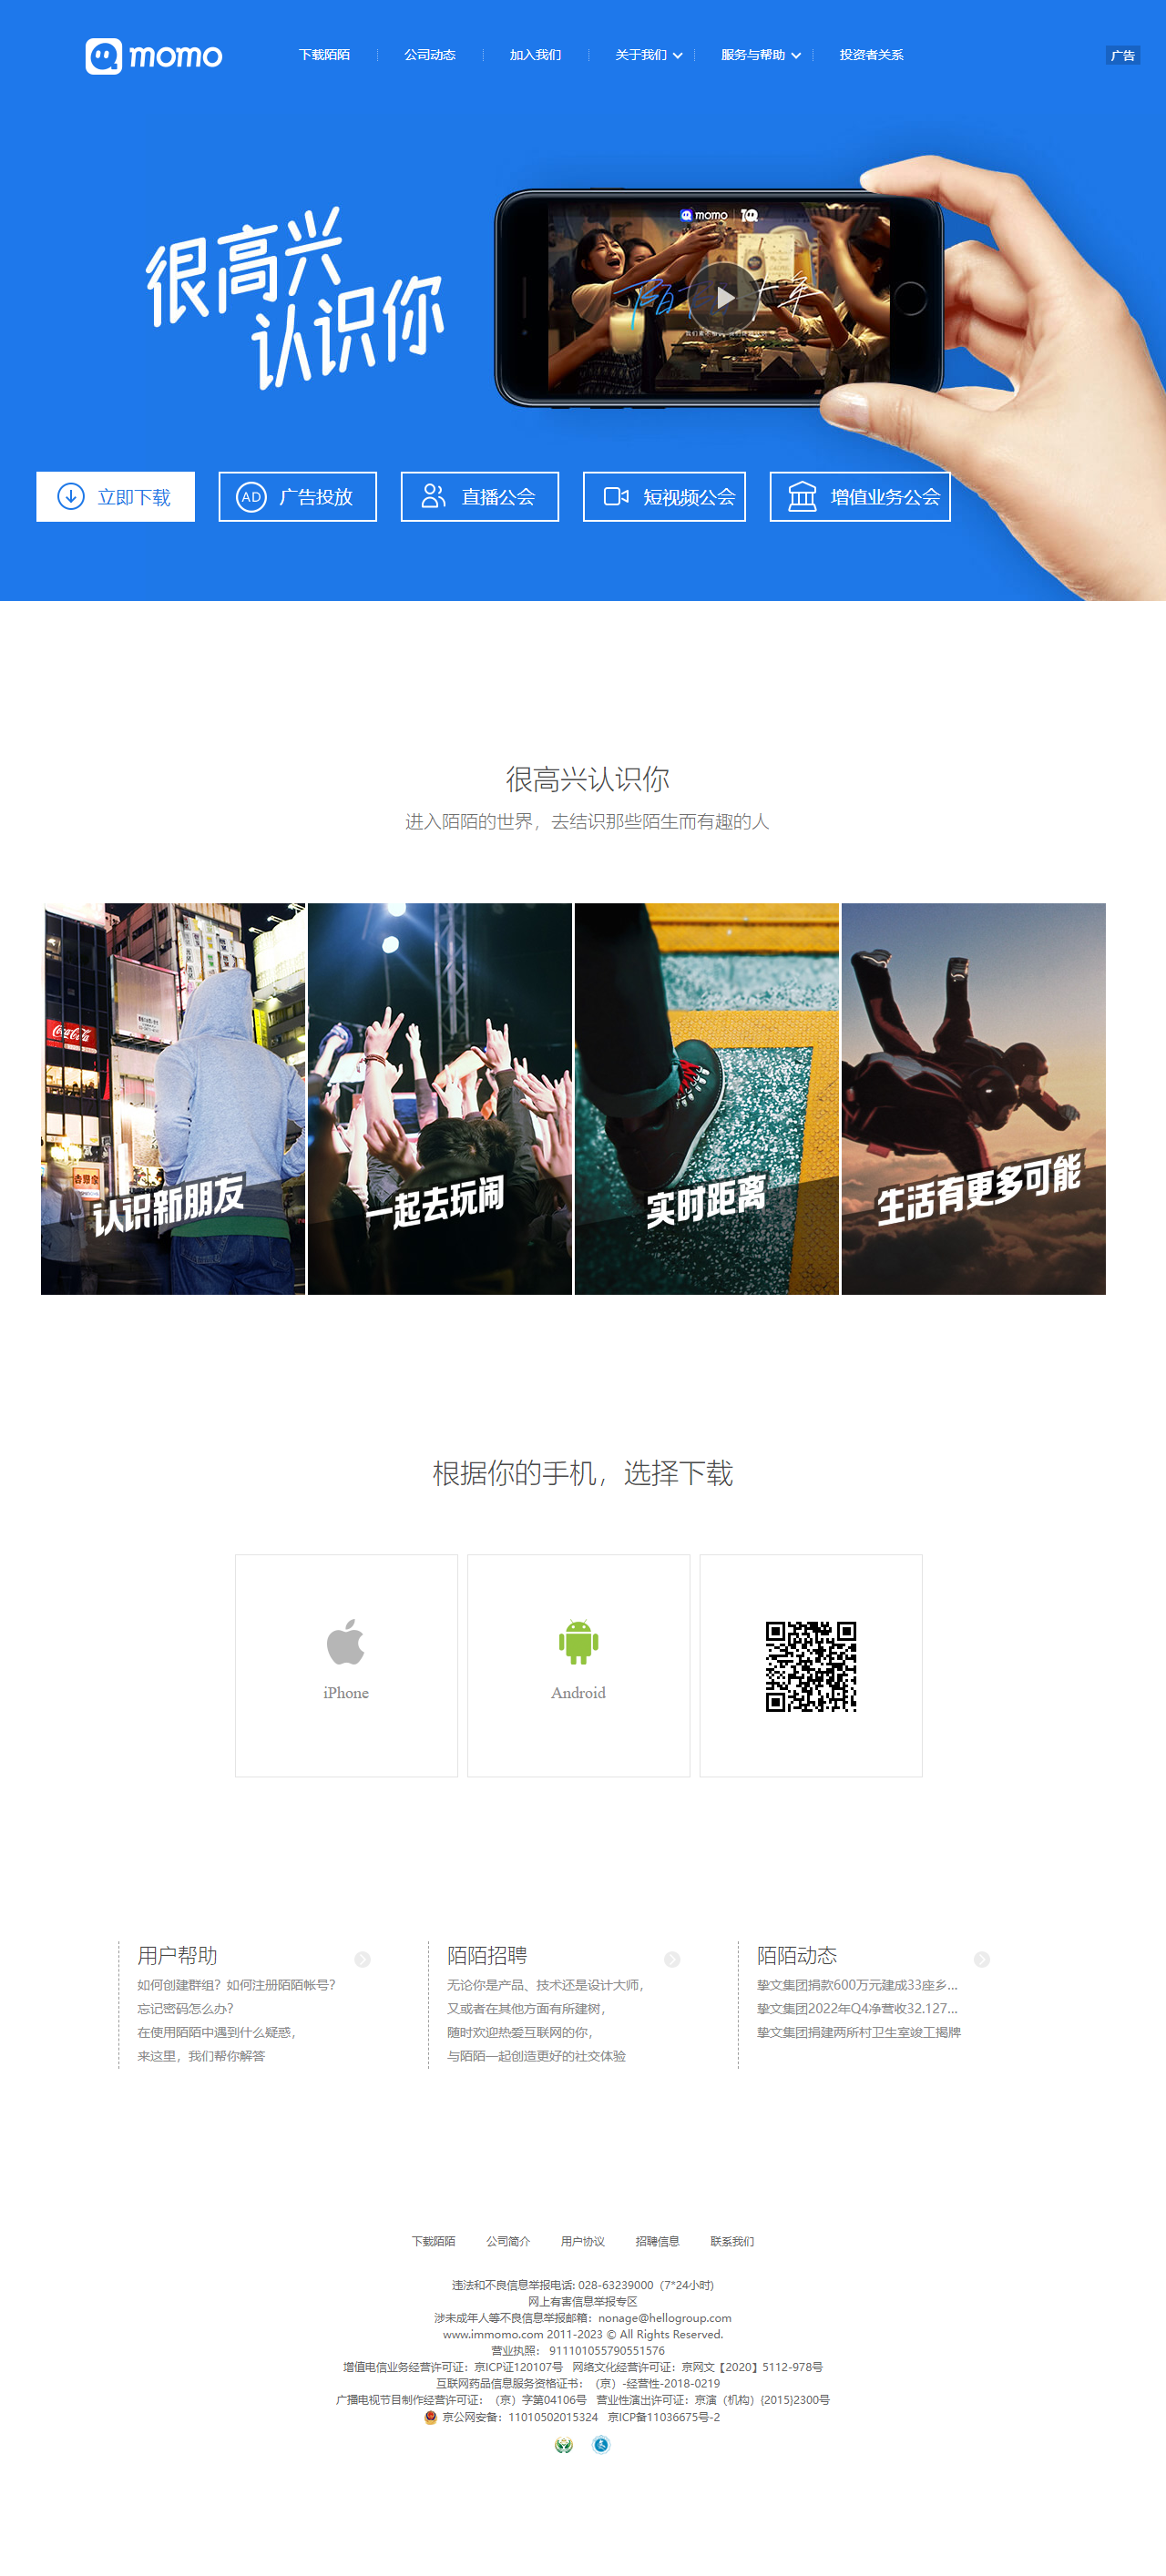 momo
下载陌陌
公司动态
加入我们
关于我们
服务与帮助
投资者关系
广告
momo
很高兴
认识你
立即下载
AD 广告投放
直播公会
短视频公会
增值业务公会
很高兴认识你
进入陌陌的世界，去结识那些陌生而有趣的人
Coca-Cola
认识新朋友
一起去玩闹
实时距离
生活有更多可能
根据你的手机，选择下载
iPhone
Android
用户帮助
如何创建群组？如何注册陌陌帐号？
忘记密码怎么办？
在使用陌陌中遇到什么疑惑，
来这里，我们帮你解答
陌陌招聘
无论你是产品、技术还是设计大师，
又或者在其他方面有所建树，
随时欢迎热爱互联网的你，
与陌陌一起创造更好的社交体验
陌陌动态
挚文集团捐款600万元建成33座乡...
挚文集团2022年Q4净营收32.127...
挚文集团捐建两所村卫生室竣工揭牌
下载陌陌 公司简介 用户协议 招聘信息 联系我们
违法和不良信息举报电话: 028-63239000（7*24小时)
网上有害信息举报专区
涉未成年人等不良信息举报邮箱：nonage@hellogroup.com
www.immomo.com 2011-2023 © All Rights Reserved.
营业执照： 911101055790551576
增值电信业务经营许可证：京ICP证120107号 网络文化经营许可证：京网文【2020】5112-978号
互联网药品信息服务资格证书：（京）-经营性-2018-0219
广播电视节目制作经营许可证：（京）字第04106号 营业性演出许可证：京演（机构）{2015}2300号
京公网安备：11010502015324 京ICP备11036675号-2